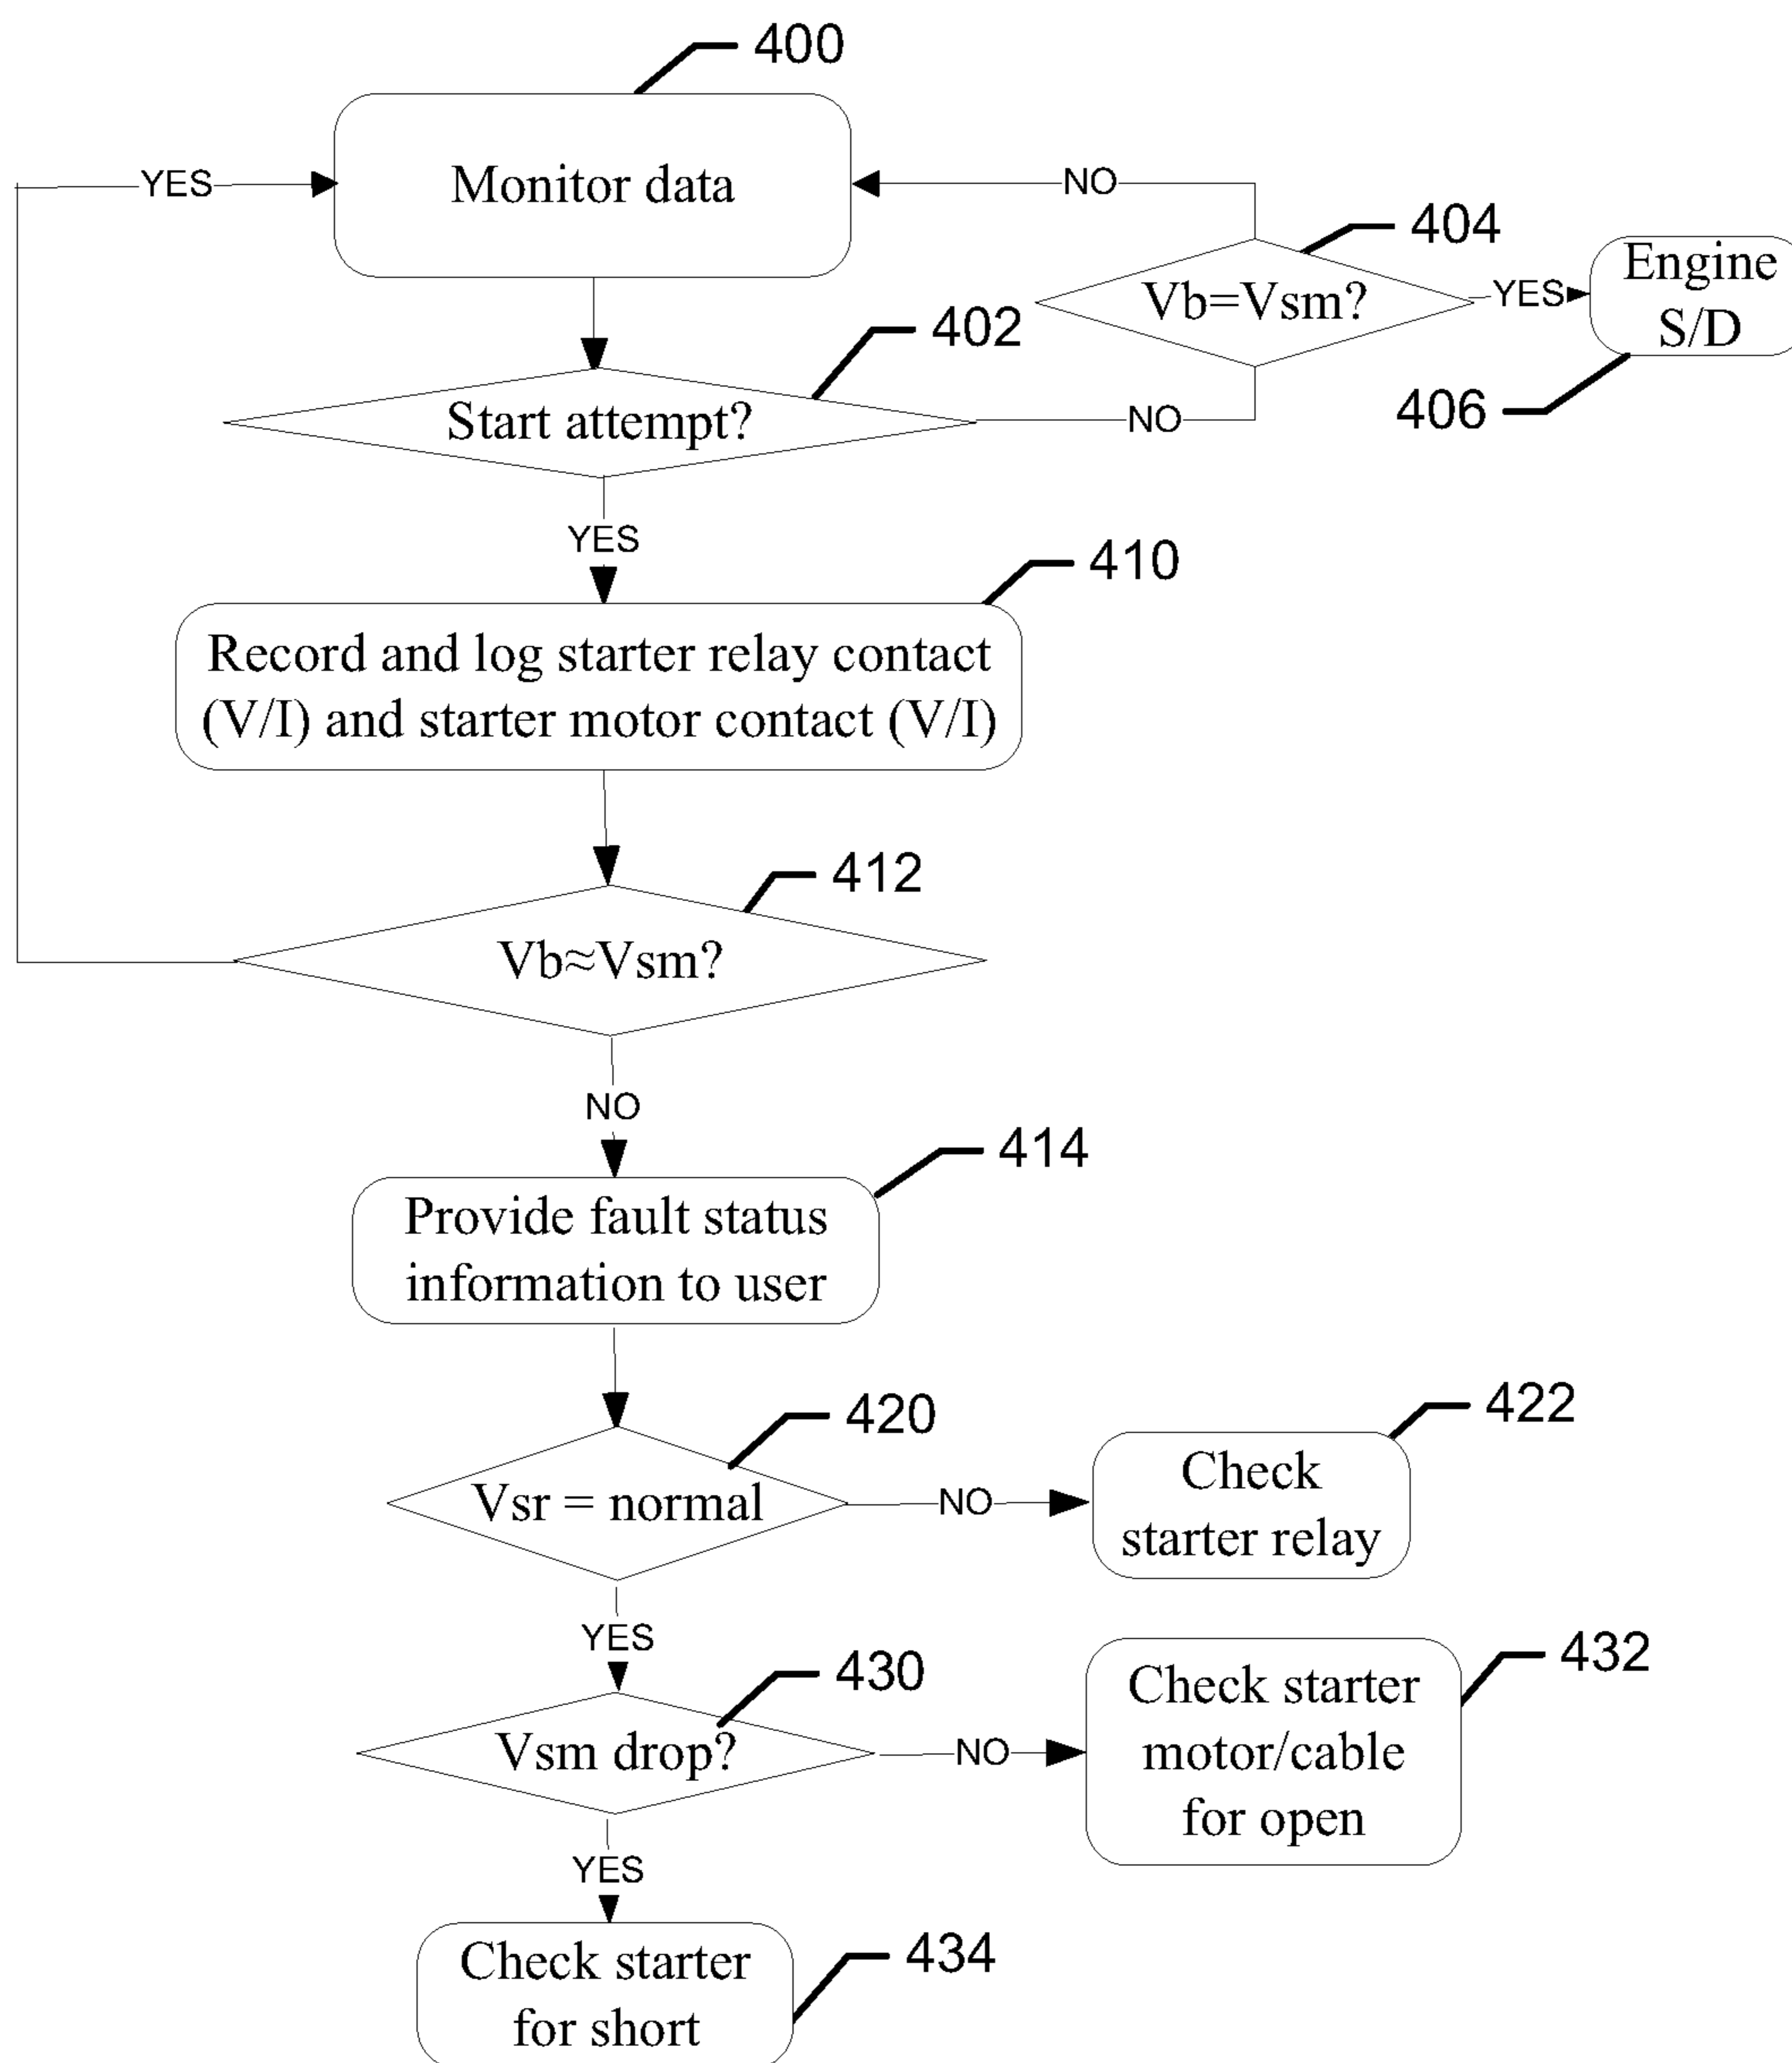 400
Monitor data
YES
NO
404
Vb=Vsm?
YES
Engine
S/D
406
402
Start attempt?
NO
YES
410
Record and log starter relay contact
(V/I) and starter motor contact (V/I)
412
Vb≈Vsm?
NO
414
Provide fault status
information to user
420
Vsr = normal
NO
422
Check
starter relay
YES
430
Vsm drop?
NO
432
Check starter
motor/cable
for open
YES
434
Check starter
for short